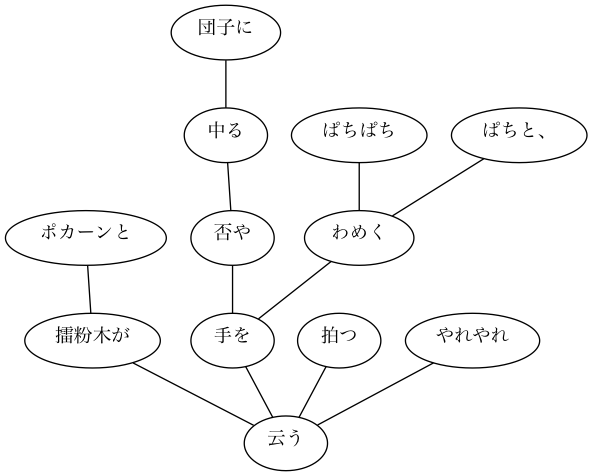 団子に
中る
ぱちぱち
ぱちと、
ポカーンと
否や
わめく
擂粉木が
手を
拍つ
やれやれ
云う